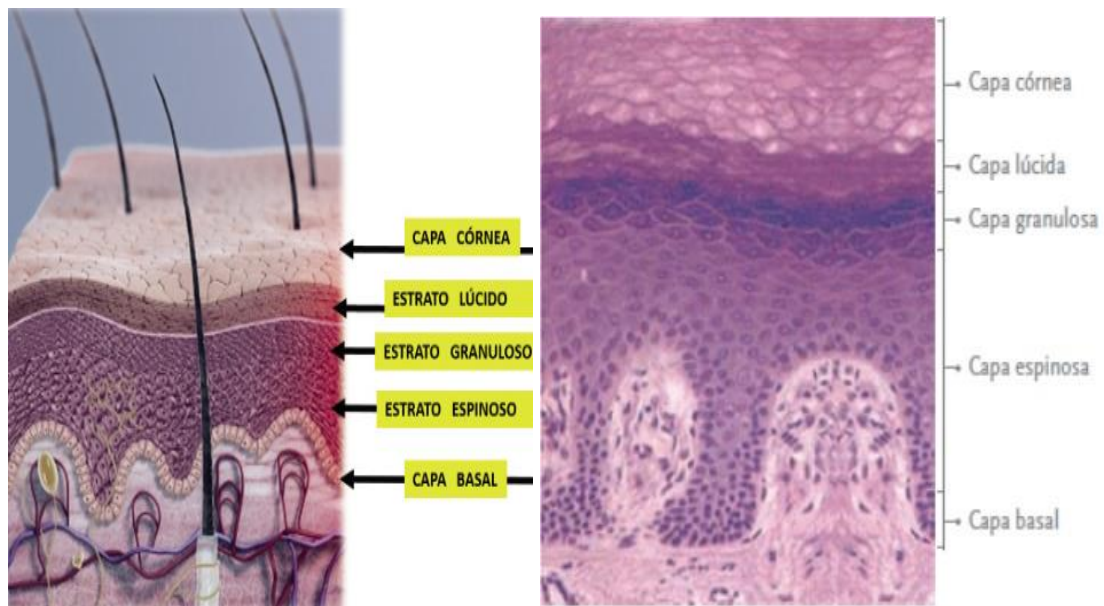 CAPA CÓRNEA
ESTRATO LÚCIDO
ESTRATO GRANULOSO
ESTRATO ESPINOSO
CAPA BASAL
Capa córnea
Capa lúcida
Capa granulosa
Capa espinosa
Capa basal